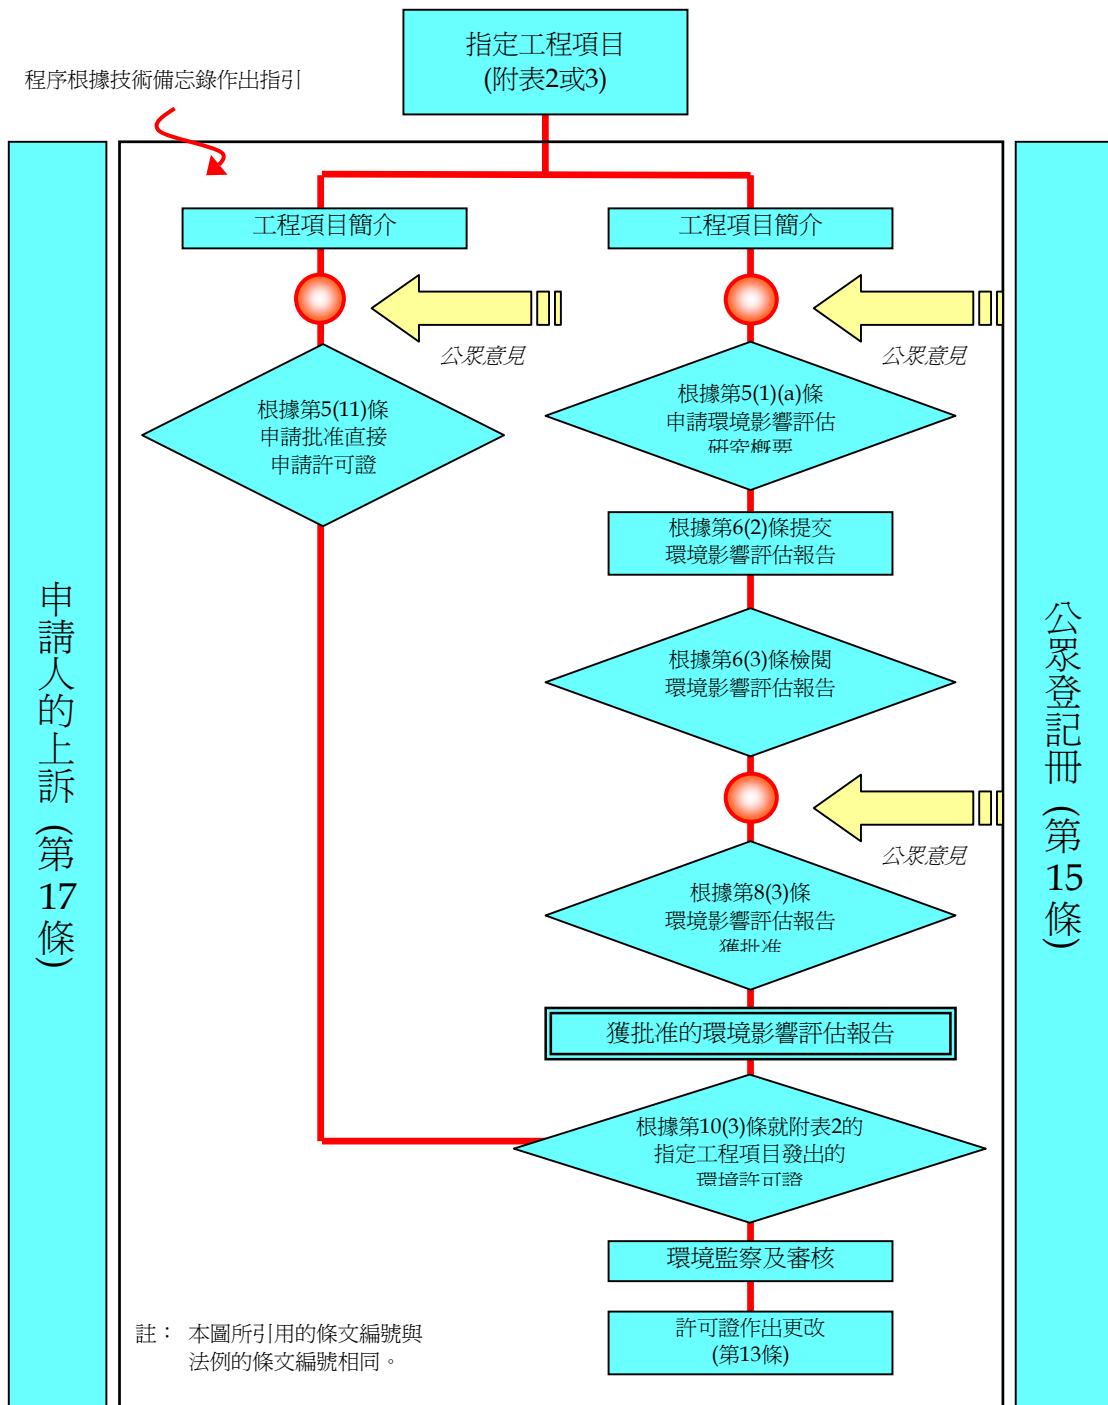 指定工程項目
(附表2或3)
程序根據技術備忘錄作出指引
工程項目簡介
工程項目簡介
公眾意見
公眾意見
根據第5(11)條
申請批准直接
申請許可證
根據第5(1)(a)條
申請環境影響評估
研究概要
根據第6(2)條提交
環境影響評估報告
根據第6(3)條檢閱
環境影響評估報告
公眾意見
根據第8(3)條
環境影響評估報告
獲批准
獲批准的環境影響評估報告
根據第10(3)條就附表2的
指定工程項目發出的
環境許可證
環境監察及審核
許可證作出更改
(第13條)
註： 本圖所引用的條文編號與
法例的條文編號相同。
申請人的上訴 (第17條)
公眾登記冊 (第15條)